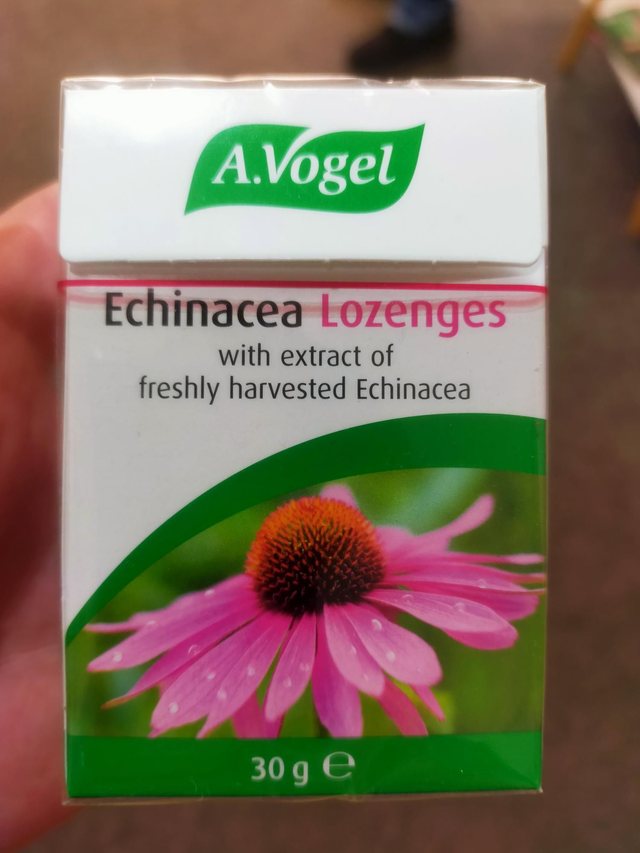 A.Vogel
Echinacea Lozenges
with extract of
freshly harvested Echinacea
30 g ℮